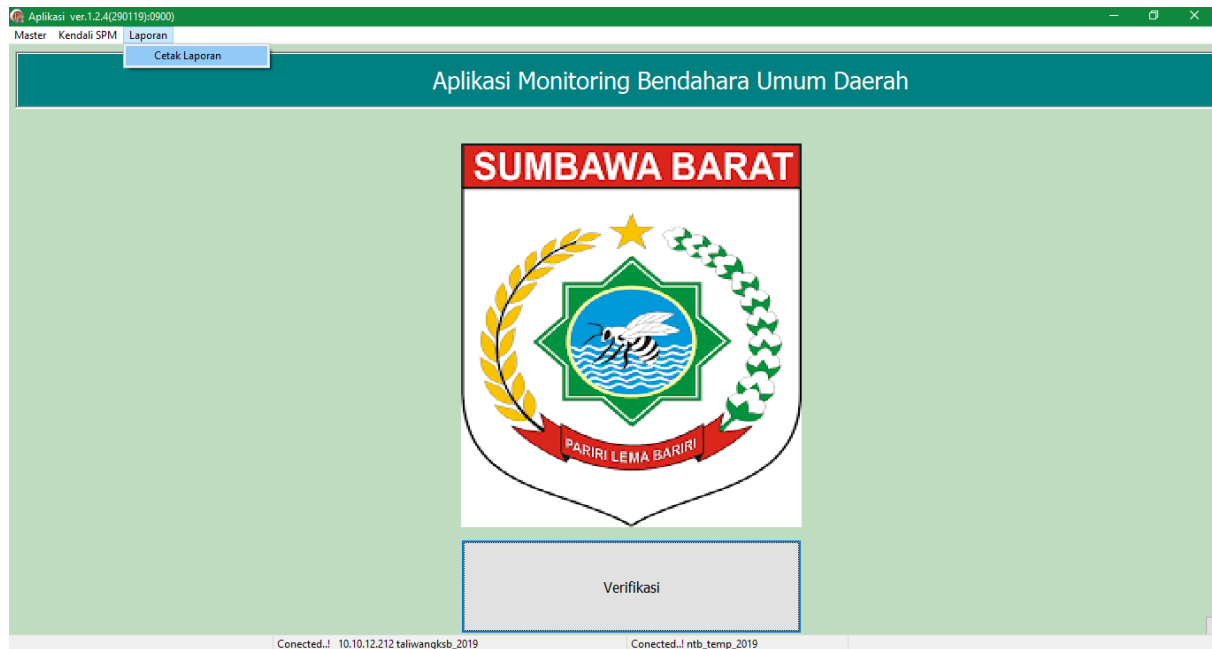 Aplikasi ver.1.2.4(290119):0900)
Master Kendali SPM Laporan
Cetak Laporan
Aplikasi Monitoring Bendahara Umum Daerah
SUMBAWA BARAT
PARIRI LEMA BARIRI
Verifikasi
Conected..! 10.10.12.212 taliwangksb_2019 Conected..! ntb_temp_2019